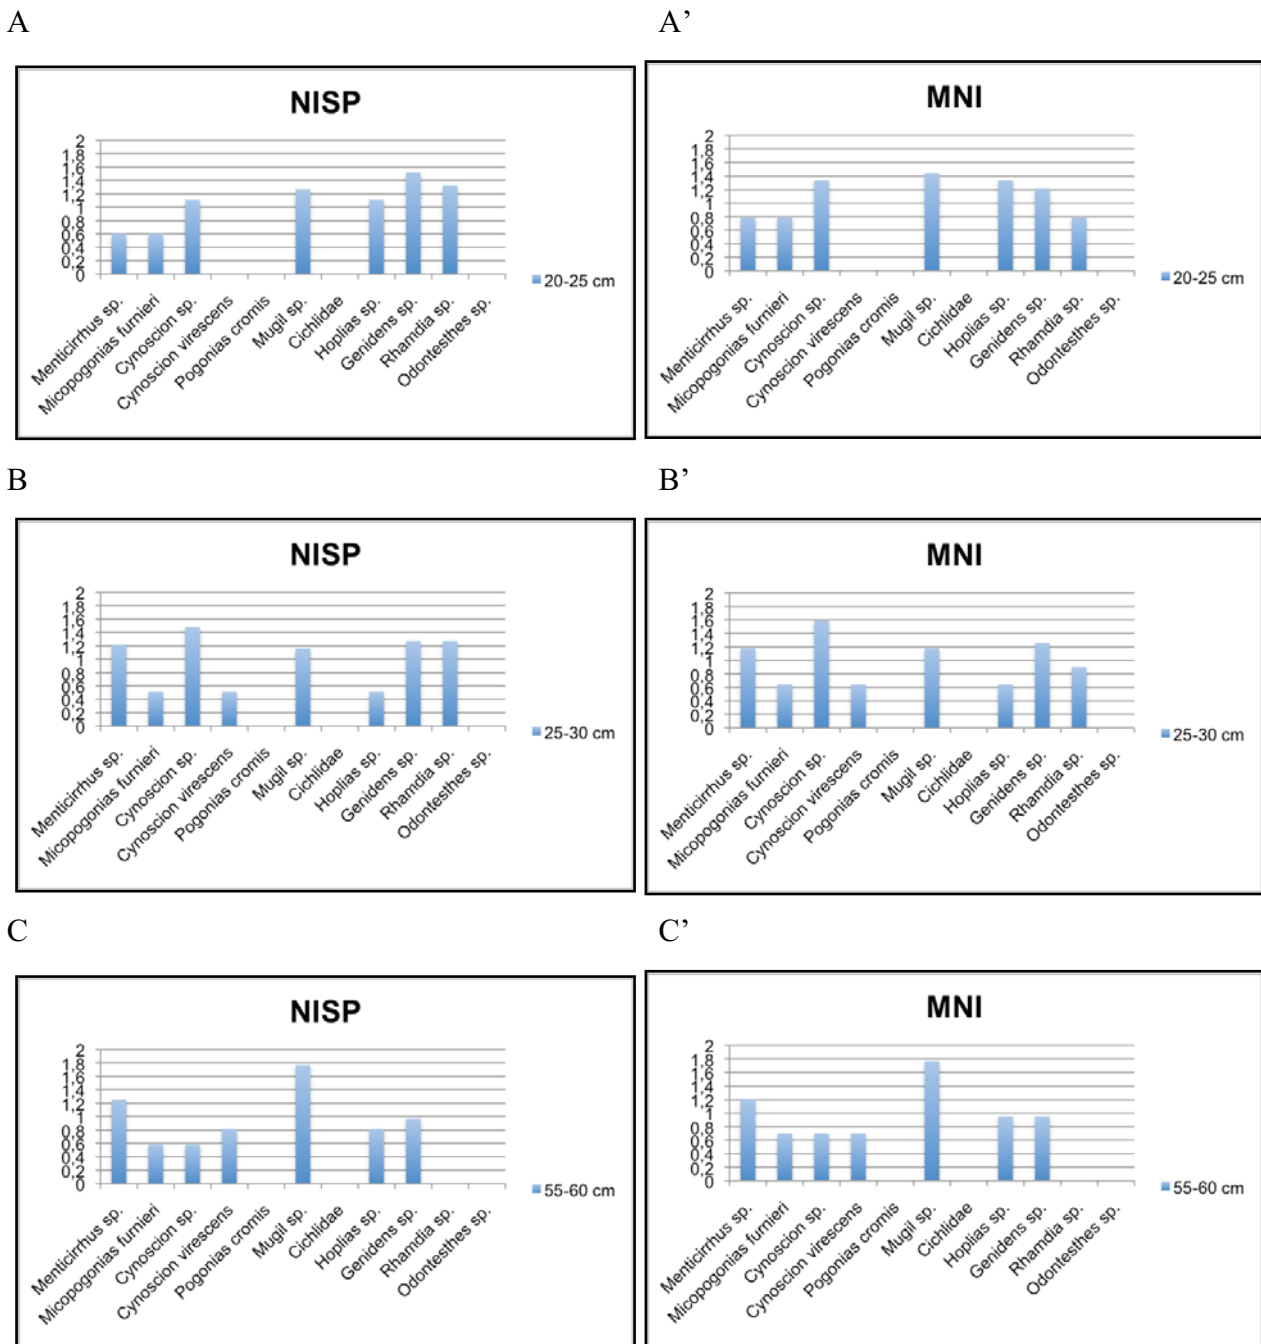 A
A’
NISP
2
1,8
1,6
1,4
1,2
1
0,8
0,6
0,4
0,2
0
Menticirrhus sp.
Micopogonias furnieri
Cynoscion sp.
Cynoscion virescens
Pogonias cromis
Mugil sp.
Cichlidae
Hoplias sp.
Genidens sp.
Rhamdia sp.
Odontesthes sp.
20-25 cm
MNI
2
1,8
1,6
1,4
1,2
1
0,8
0,6
0,4
0,2
0
Menticirrhus sp.
Micopogonias furnieri
Cynoscion sp.
Cynoscion virescens
Pogonias cromis
Mugil sp.
Cichlidae
Hoplias sp.
Genidens sp.
Rhamdia sp.
Odontesthes sp.
20-25 cm
B
B’
NISP
2
1,8
1,6
1,4
1,2
1
0,8
0,6
0,4
0,2
0
Menticirrhus sp.
Micopogonias furnieri
Cynoscion sp.
Cynoscion virescens
Pogonias cromis
Mugil sp.
Cichlidae
Hoplias sp.
Genidens sp.
Rhamdia sp.
Odontesthes sp.
25-30 cm
MNI
2
1,8
1,6
1,4
1,2
1
0,8
0,6
0,4
0,2
0
Menticirrhus sp.
Micopogonias furnieri
Cynoscion sp.
Cynoscion virescens
Pogonias cromis
Mugil sp.
Cichlidae
Hoplias sp.
Genidens sp.
Rhamdia sp.
Odontesthes sp.
25-30 cm
C
C’
NISP
2
1,8
1,6
1,4
1,2
1
0,8
0,6
0,4
0,2
0
Menticirrhus sp.
Micopogonias furnieri
Cynoscion sp.
Cynoscion virescens
Pogonias cromis
Mugil sp.
Cichlidae
Hoplias sp.
Genidens sp.
Rhamdia sp.
Odontesthes sp.
55-60 cm
MNI
2
1,8
1,6
1,4
1,2
1
0,8
0,6
0,4
0,2
0
Menticirrhus sp.
Micopogonias furnieri
Cynoscion sp.
Cynoscion virescens
Pogonias cromis
Mugil sp.
Cichlidae
Hoplias sp.
Genidens sp.
Rhamdia sp.
Odontesthes sp.
55-60 cm